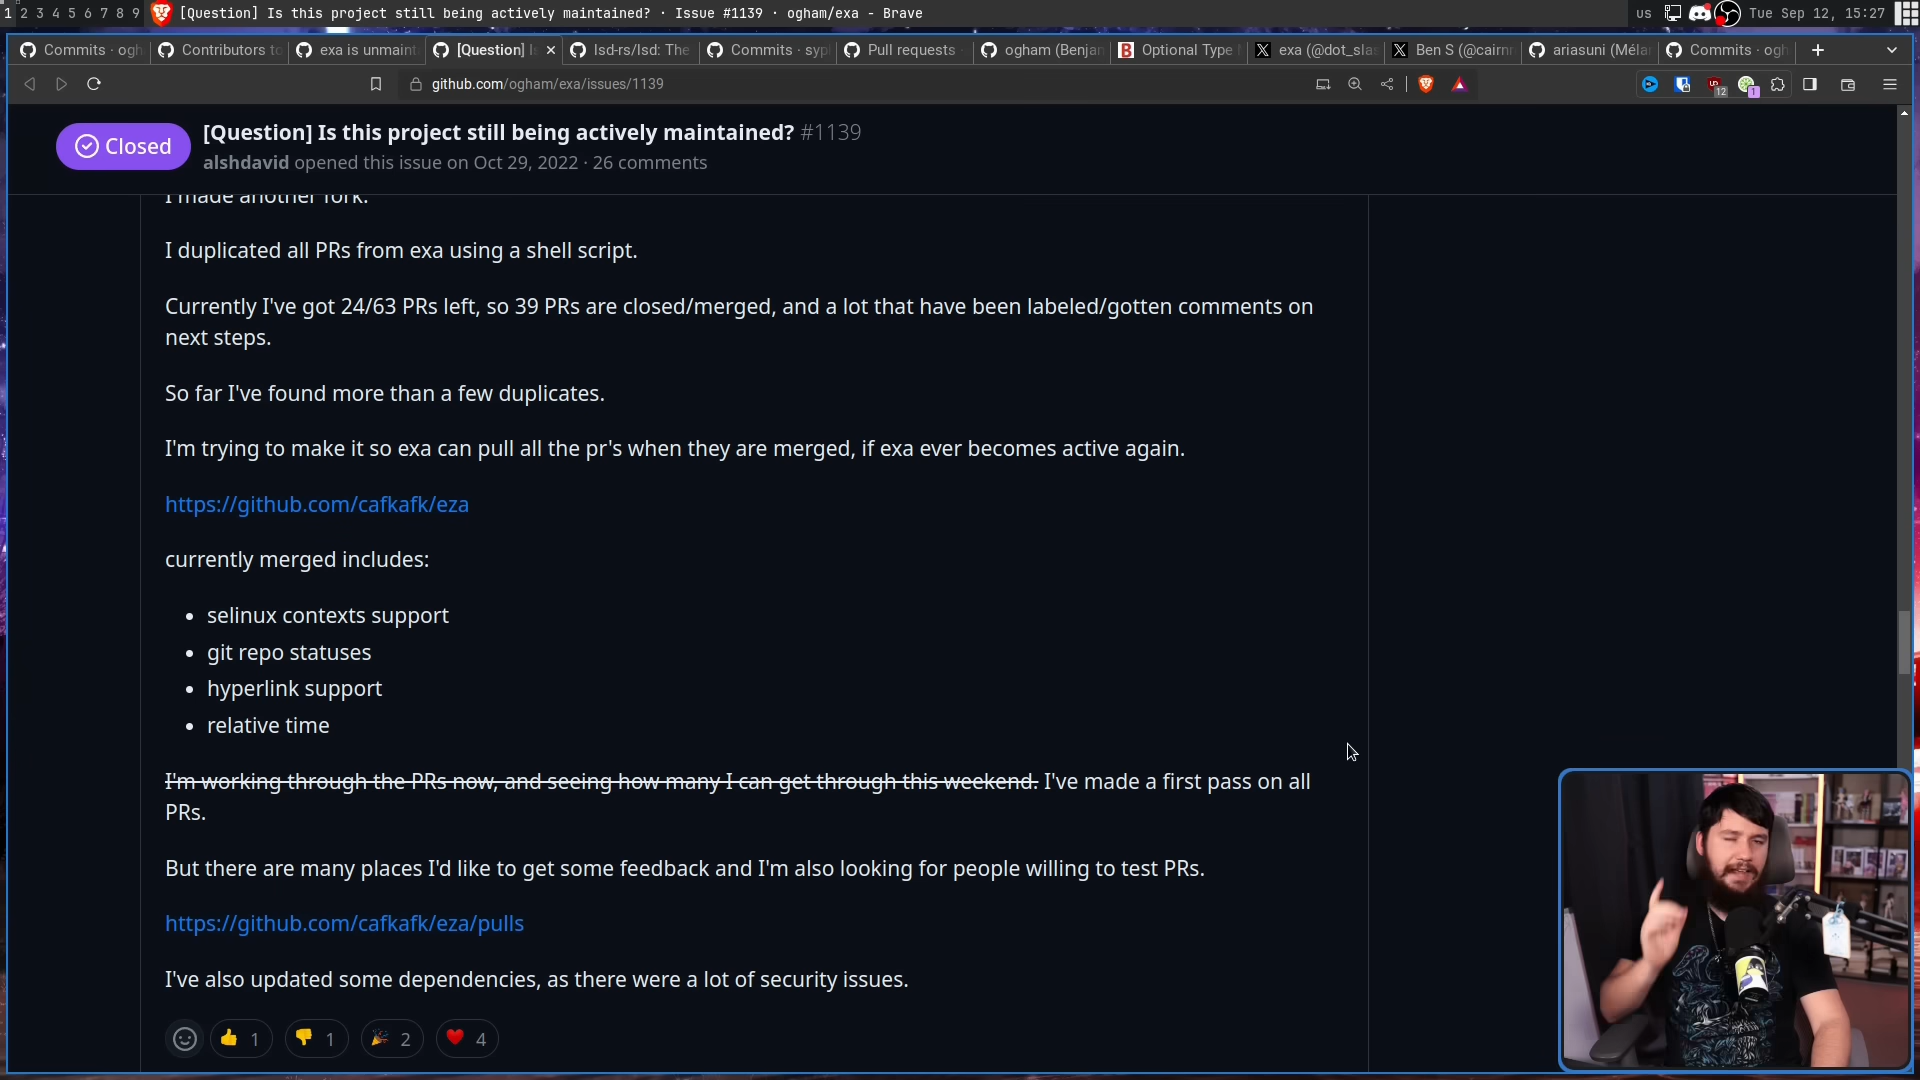 1 2 3 4 5 6 7 8 9 [Question] Is this project still being actively maintained? · Issue #1139 · ogham/exa - Brave
us Tue Sep 12, 15:27
Commits · ogh
Contributors to
exa is unmaint
[Question] I
lsd-rs/lsd: The
Commits · syp
Pull requests
ogham (Benjan
Optional Type
exa (@dot_slas
Ben S (@cairnr
ariasuni (Mélar
Commits · ogh
github.com/ogham/exa/issues/1139
12
1
Closed
[Question] Is this project still being actively maintained? #1139
alshdavid opened this issue on Oct 29, 2022 · 26 comments
I made another fork.
I duplicated all PRs from exa using a shell script.
Currently I've got 24/63 PRs left, so 39 PRs are closed/merged, and a lot that have been labeled/gotten comments on
next steps.
So far I've found more than a few duplicates.
I'm trying to make it so exa can pull all the pr's when they are merged, if exa ever becomes active again.
https://github.com/cafkafk/eza
currently merged includes:
• selinux contexts support
• git repo statuses
• hyperlink support
• relative time
I'm working through the PRs now, and seeing how many I can get through this weekend. I've made a first pass on all
PRs.
But there are many places I'd like to get some feedback and I'm also looking for people willing to test PRs.
https://github.com/cafkafk/eza/pulls
I've also updated some dependencies, as there were a lot of security issues.
👍 1 👎 1 🎉 2 ❤️ 4